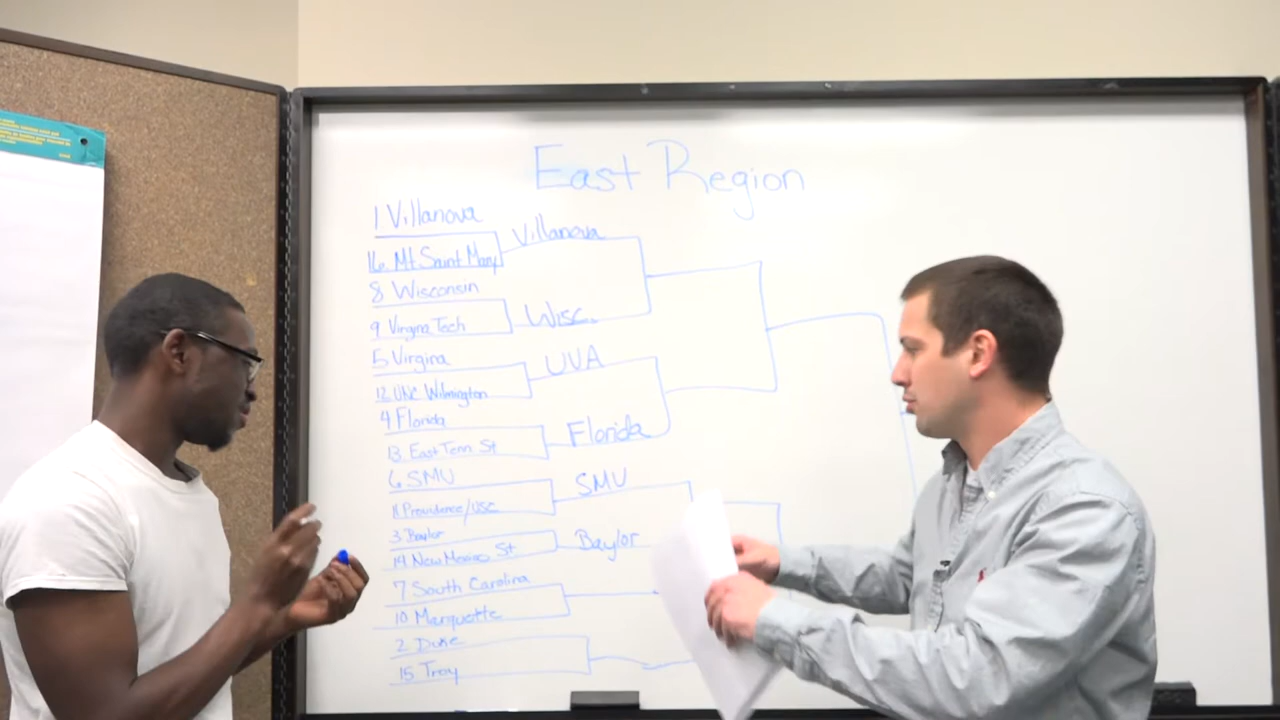 East Region
1 Villanova
Villanova
16. Mt. Saint Mary
8 Wisconsin
Wisc.
9 Virgina Tech
5 Virgina
UVA
12 UNC Wilmington
4 Florida
Florida
13 East Tenn St
6 SMU
SMU
11 Providence/USC
3 Baylor
Baylor
14 New Mexico St
7 South Carolina
10 Marquette
2 Duke
15 Troy